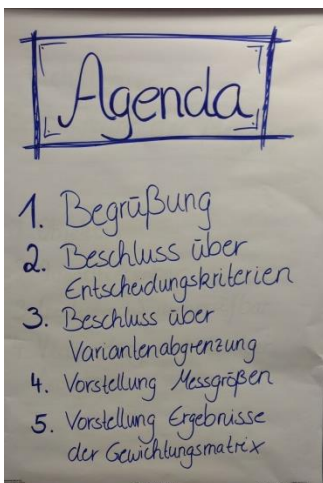 Agenda
1. Begrüßung
2. Beschluss über
Entscheidungskriterien
3. Beschluss über
Variantenabgrenzung
4. Vorstellung Messgrößen
5. Vorstellung Ergebnisse
der Gewichtungsmatrix